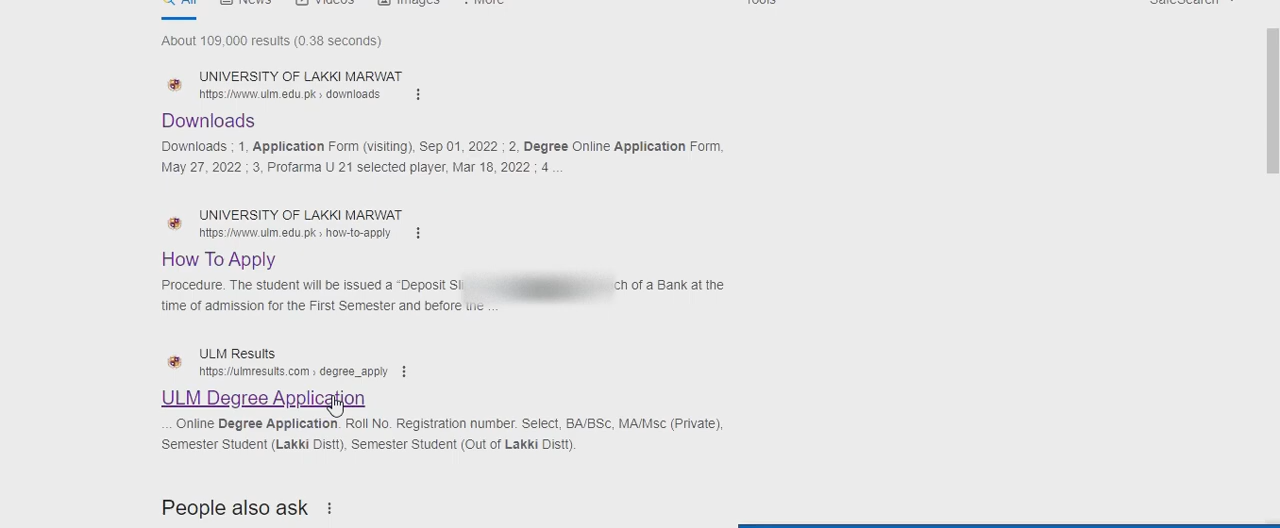 All News Videos Images More Tools SafeSearch
About 109,000 results (0.38 seconds)
UNIVERSITY OF LAKKI MARWAT
https://www.ulm.edu.pk › downloads
Downloads
Downloads ; 1, Application Form (visiting), Sep 01, 2022 ; 2, Degree Online Application Form,
May 27, 2022 ; 3, Profarma U 21 selected player, Mar 18, 2022 ; 4 ...
UNIVERSITY OF LAKKI MARWAT
https://www.ulm.edu.pk › how-to-apply
How To Apply
Procedure. The student will be issued a “Deposit of a Bank at the
time of admission for the First Semester and before the ...
ULM Results
https://ulmresults.com › degree_apply
ULM Degree Application
... Online Degree Application. Roll No. Registration number. Select, BA/BSc, MA/Msc (Private),
Semester Student (Lakki Distt), Semester Student (Out of Lakki Distt).
People also ask